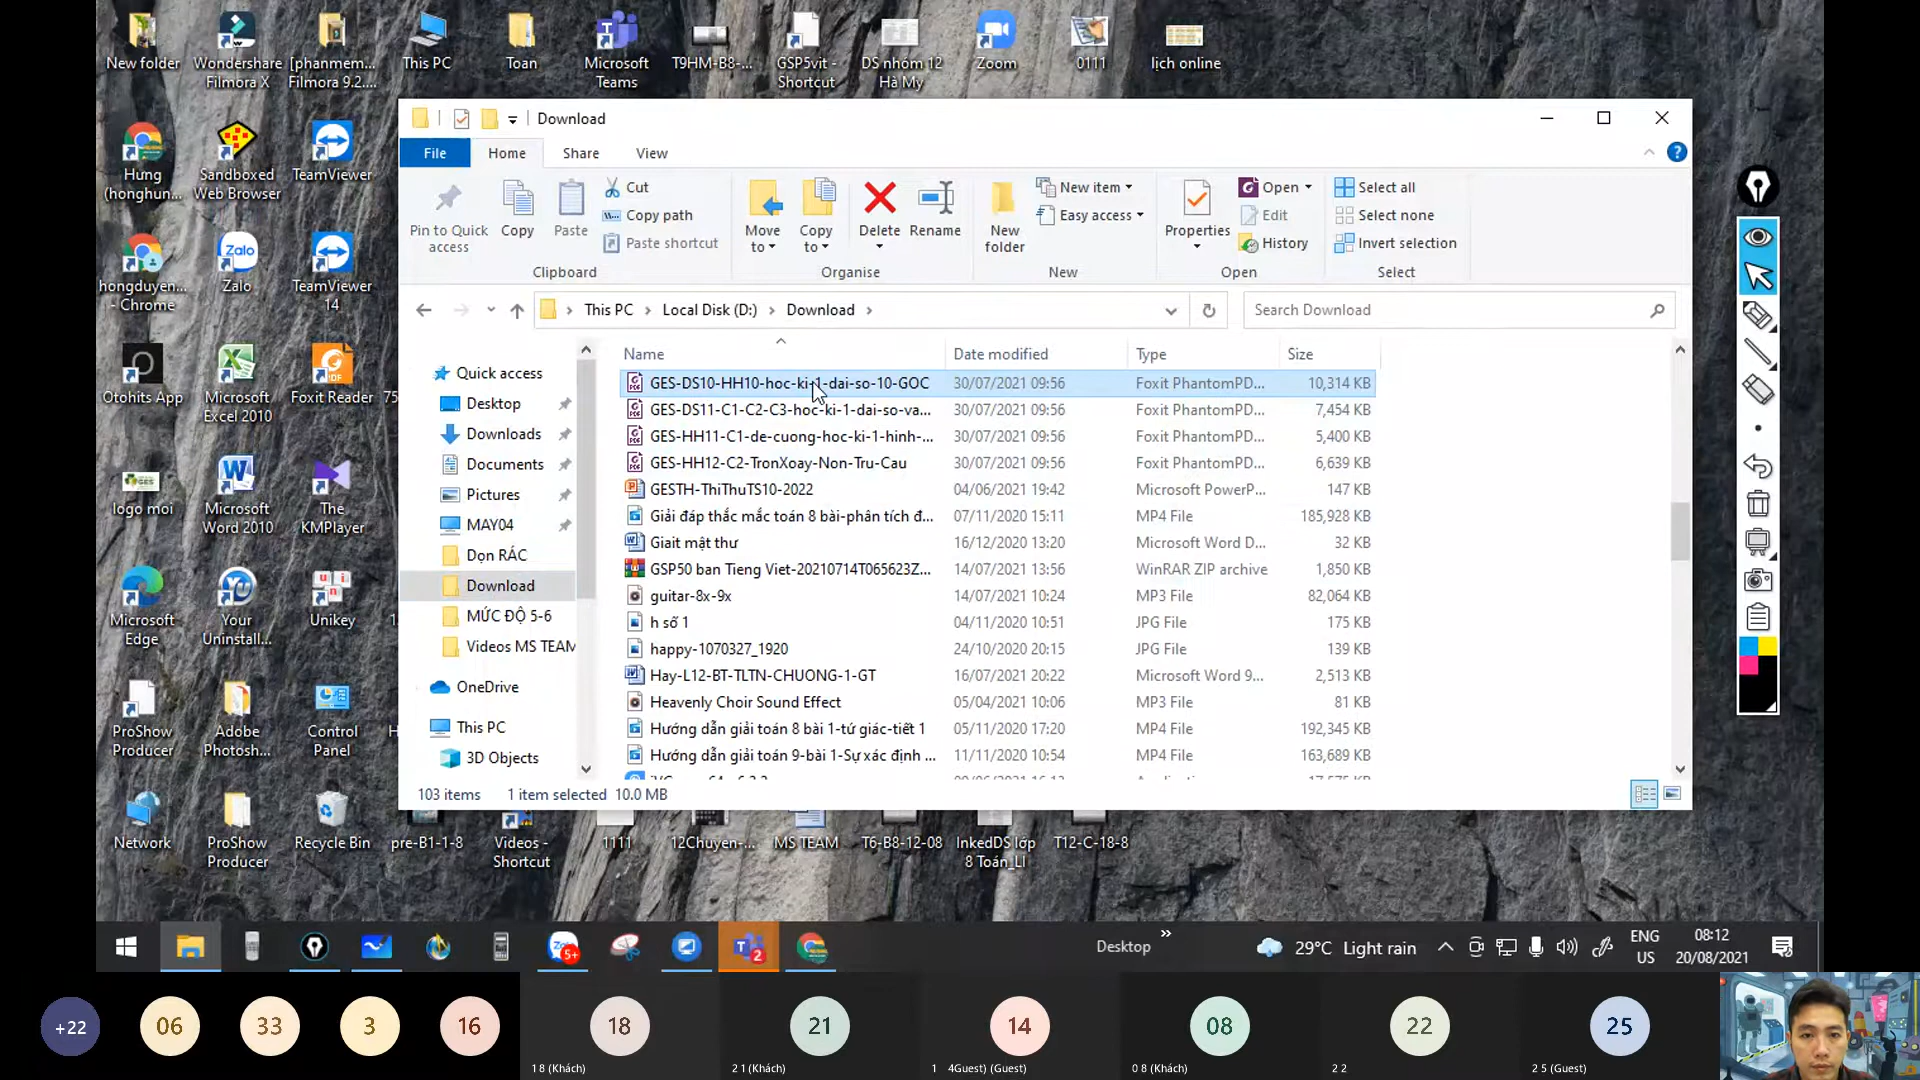 New folder
Wondershare Filmora X
[phanmem... Filmora 9.2....
This PC
Toan
Microsoft Teams
T9HM-B8-...
GSP5vit - Shortcut
DS nhóm 12 Hà My
Zoom
0111
lịch online
Hưng (honghun...
Sandboxed Web Browser
TeamViewer
hongduyen... - Chrome
Zalo
TeamViewer 14
Otohits App
Microsoft Excel 2010
Foxit Reader
75
logo moi
Microsoft Word 2010
The KMPlayer
Microsoft Edge
Your Uninstall...
Unikey
ProShow Producer
Adobe Photosh...
Control Panel
Network
ProShow Producer
Recycle Bin
pre-B1-1-8
Videos - Shortcut
1111
12Chuyen-...
MS TEAM
T6-B8-12-08
InkedDS lớp 8 Toán_LI
T12-C-18-8
Download
File Home Share View
Pin to Quick access
Copy
Paste
Cut
Copy path
Paste shortcut
Clipboard
Move to
Copy to
Delete
Rename
Organise
New folder
New item
Easy access
New
Properties
Open
Edit
History
Open
Select all
Select none
Invert selection
Select
This PC › Local Disk (D:) › Download ›
Search Download
Quick access
Desktop
Downloads
Documents
Pictures
MAY04
Dọn RÁC
Download
MỨC ĐỘ 5-6
Videos MS TEAM
OneDrive
This PC
3D Objects
Name Date modified Type Size
GES-DS10-HH10-hoc-ki-1-dai-so-10-GOC 30/07/2021 09:56 Foxit PhantomPD... 10,314 KB
GES-DS11-C1-C2-C3-hoc-ki-1-dai-so-va... 30/07/2021 09:56 Foxit PhantomPD... 7,454 KB
GES-HH11-C1-de-cuong-hoc-ki-1-hinh-... 30/07/2021 09:56 Foxit PhantomPD... 5,400 KB
GES-HH12-C2-TronXoay-Non-Tru-Cau 30/07/2021 09:56 Foxit PhantomPD... 6,639 KB
GESTH-ThiThuTS10-2022 04/06/2021 19:42 Microsoft PowerP... 147 KB
Giải đáp thắc mắc toán 8 bài-phân tích đ... 07/11/2020 15:11 MP4 File 185,928 KB
Giait mật thư 16/12/2020 13:20 Microsoft Word D... 32 KB
GSP50 ban Tieng Viet-20210714T065623Z... 14/07/2021 13:56 WinRAR ZIP archive 1,850 KB
guitar-8x-9x 14/07/2021 10:24 MP3 File 82,064 KB
h số 1 04/11/2020 10:51 JPG File 175 KB
happy-1070327_1920 24/10/2020 20:15 JPG File 139 KB
Hay-L12-BT-TLTN-CHUONG-1-GT 16/07/2021 20:22 Microsoft Word 9... 2,513 KB
Heavenly Choir Sound Effect 05/04/2021 10:06 MP3 File 81 KB
Hướng dẫn giải toán 8 bài 1-tứ giác-tiết 1 05/11/2020 17:20 MP4 File 192,345 KB
Hướng dẫn giải toán 9-bài 1-Sự xác định ... 11/11/2020 10:54 MP4 File 163,689 KB
103 items 1 item selected 10.0 MB
Zalo 5+
2
Desktop
29°C Light rain
ENG US
08:12
20/08/2021
+22
06
33
3
16
18
21
14
08
22
25
1 8 (Khách)
2 1 (Khách)
1 4Guest) (Guest)
0 8 (Khách)
2 2
2 5 (Guest)